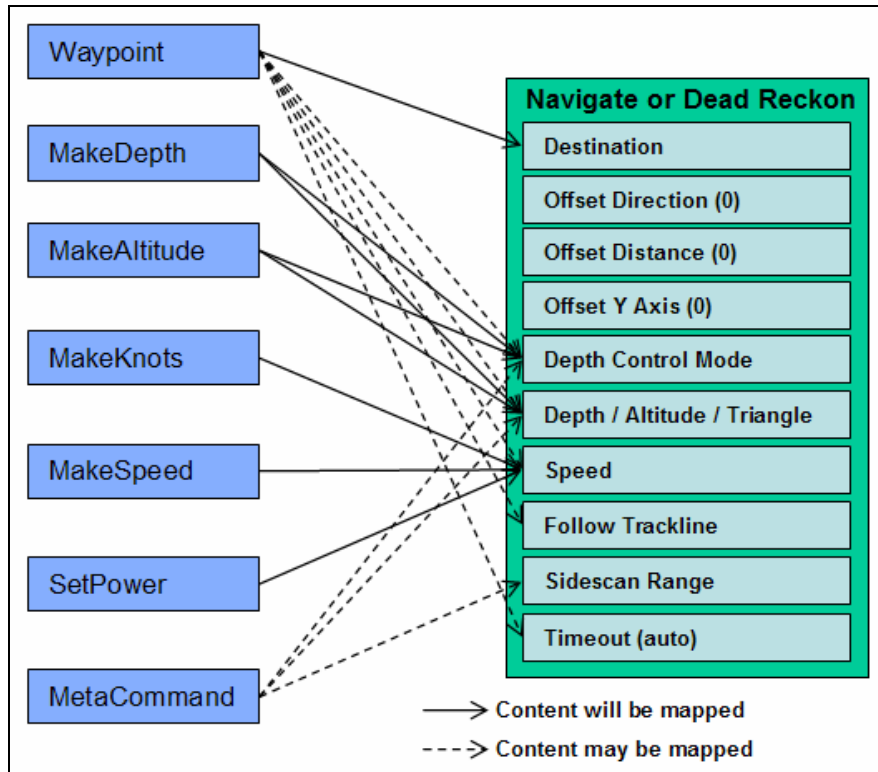 Waypoint
MakeDepth
MakeAltitude
MakeKnots
MakeSpeed
SetPower
MetaCommand
Navigate or Dead Reckon
Destination
Offset Direction (0)
Offset Distance (0)
Offset Y Axis (0)
Depth Control Mode
Depth / Altitude / Triangle
Speed
Follow Trackline
Sidescan Range
Timeout (auto)
Content will be mapped
Content may be mapped